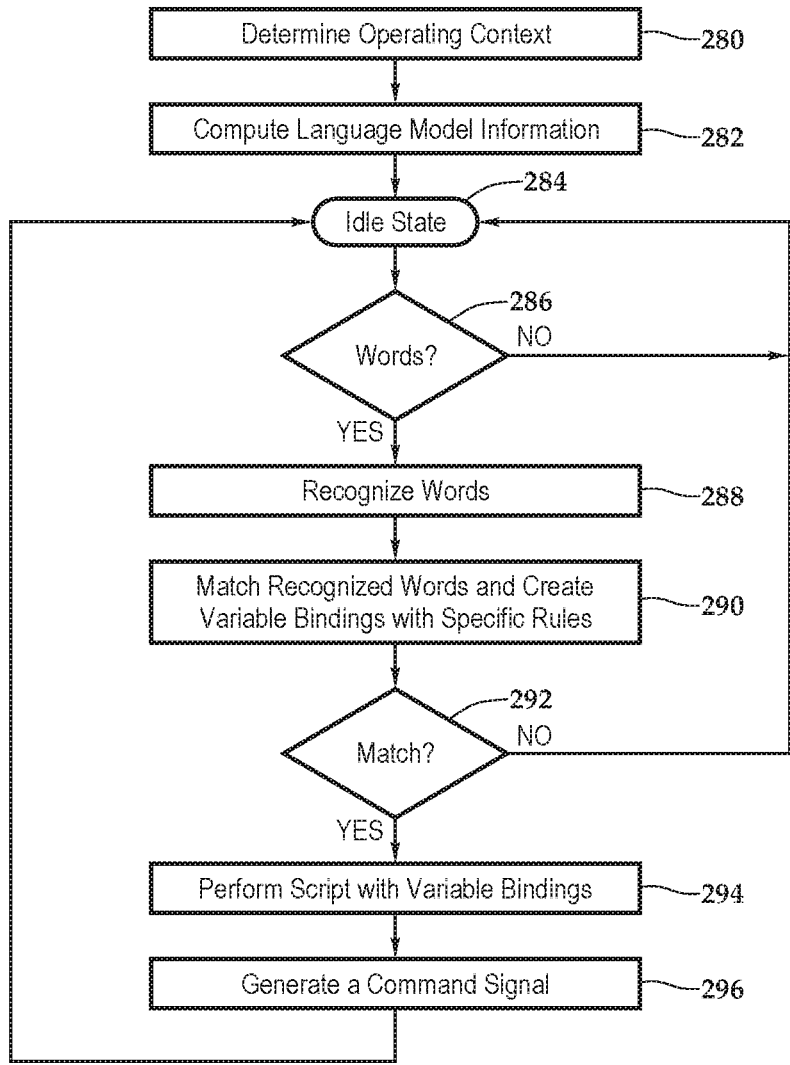 Determine Operating Context
280
Compute Language Model Information
282
284
Idle State
286
Words?
NO
YES
Recognize Words
288
Match Recognized Words and Create
Variable Bindings with Specific Rules
290
292
Match?
NO
YES
Perform Script with Variable Bindings
294
Generate a Command Signal
296